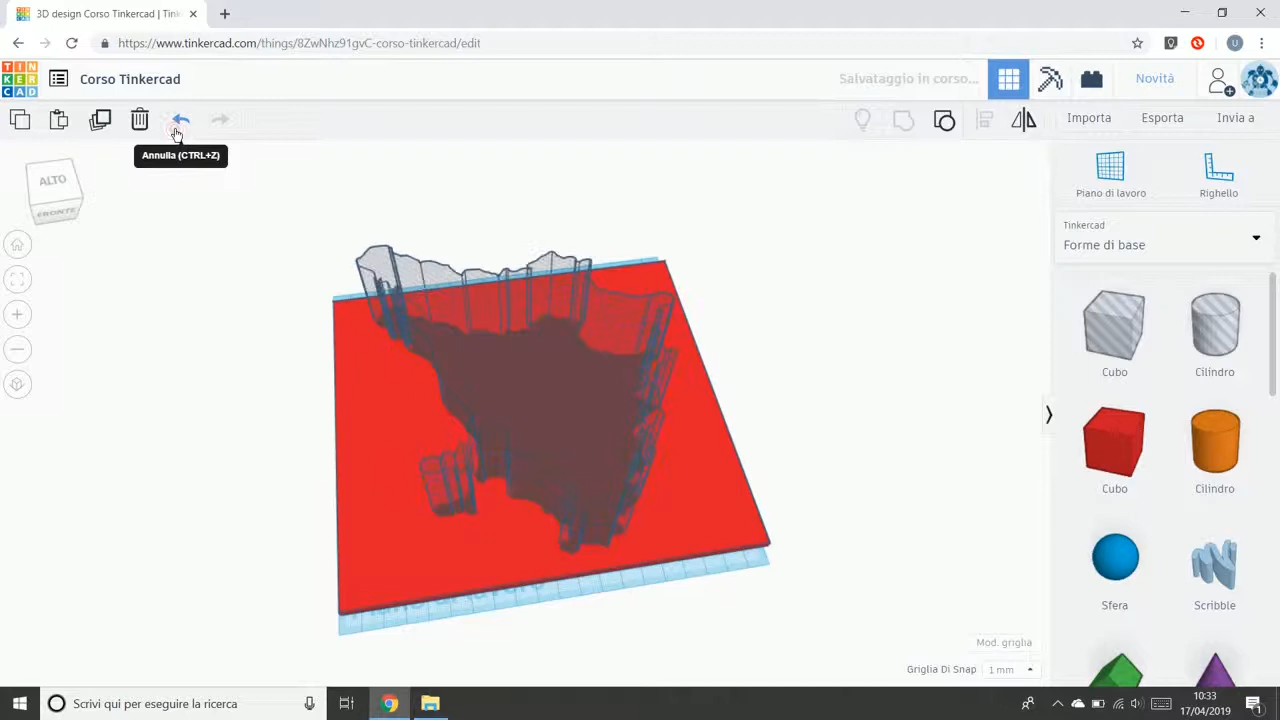 3D design Corso Tinkercad | Tink
https://www.tinkercad.com/things/8ZwNhz91gvC-corso-tinkercad/edit
U
TIN
KER
CAD
Corso Tinkercad
Salvataggio in corso...
Novità
Annulla (CTRL+Z)
Importa
Esporta
Invia a
ALTO
FRONTE
Piano di lavoro
Righello
Tinkercad
Forme di base
Cubo
Cilindro
Cubo
Cilindro
Sfera
Scribble
Mod. griglia
Griglia Di Snap
1 mm
Scrivi qui per eseguire la ricerca
10:33
17/04/2019
1